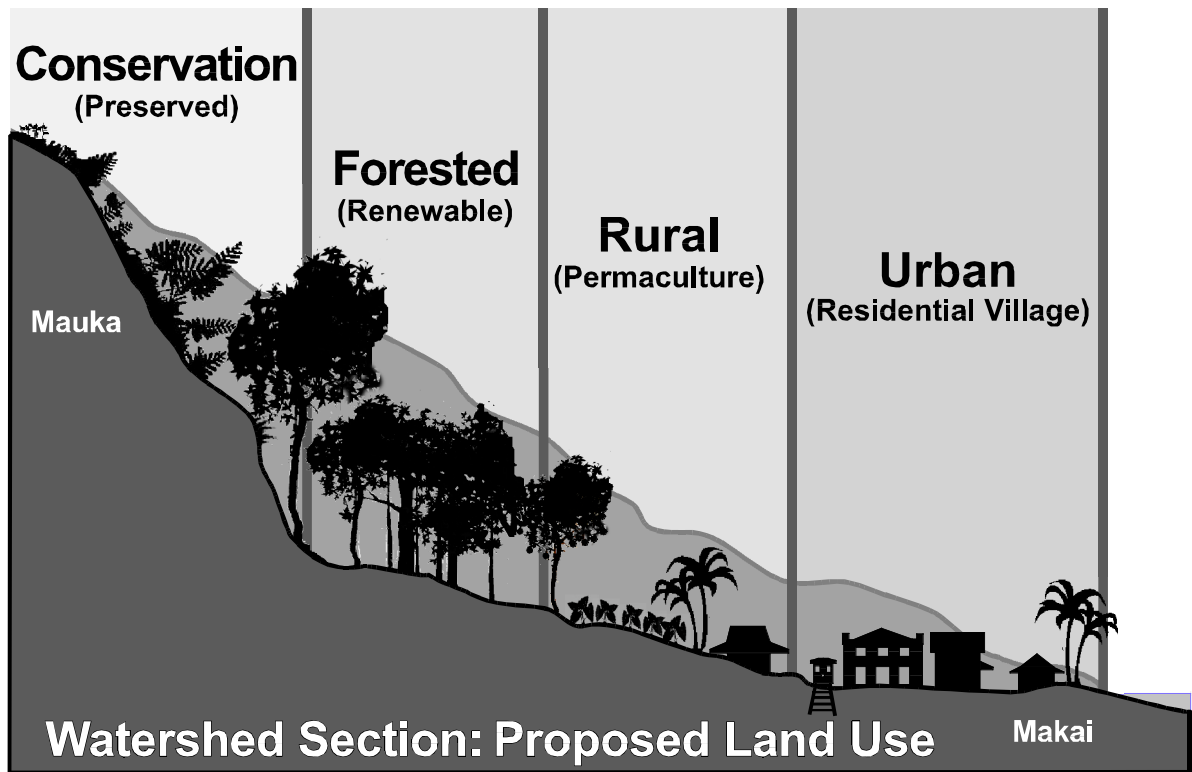 Conservation
(Preserved)
Forested
(Renewable)
Rural
(Permaculture)
Urban
(Residential Village)
Mauka
Watershed Section: Proposed Land Use
Makai